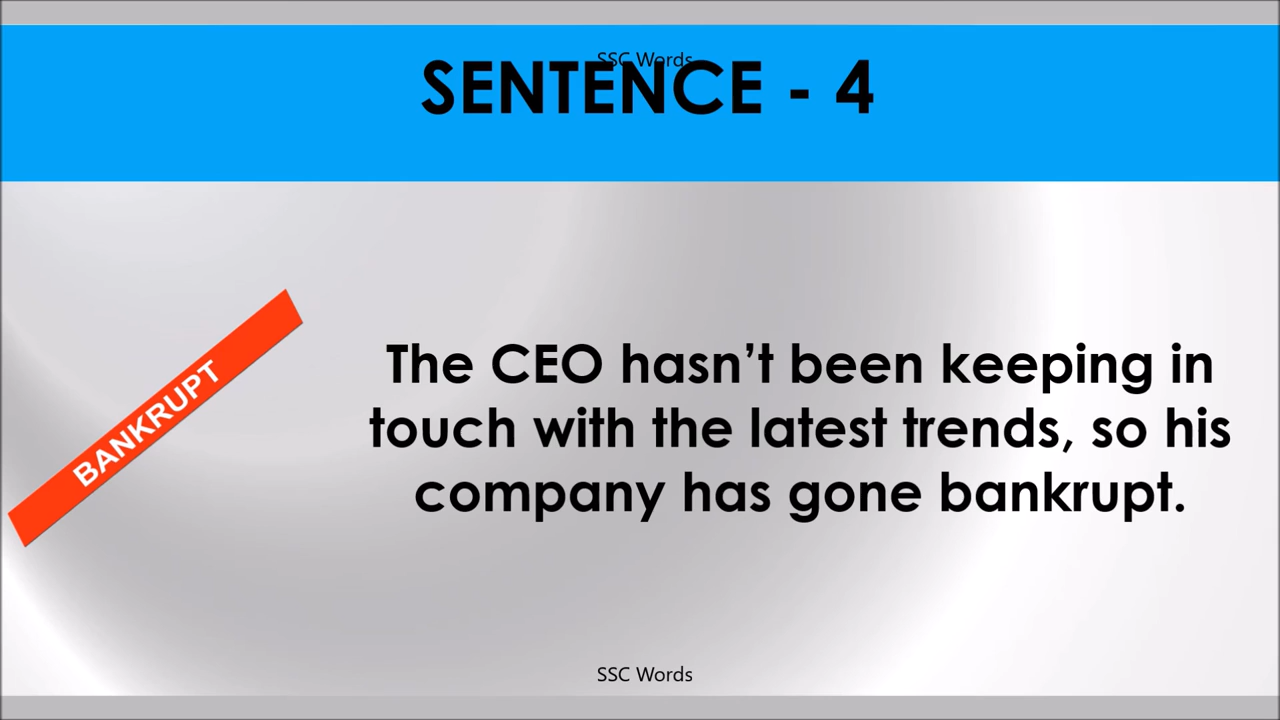 SSC Words
SENTENCE - 4
BANKRUPT
The CEO hasn’t been keeping in
touch with the latest trends, so his
company has gone bankrupt.
SSC Words